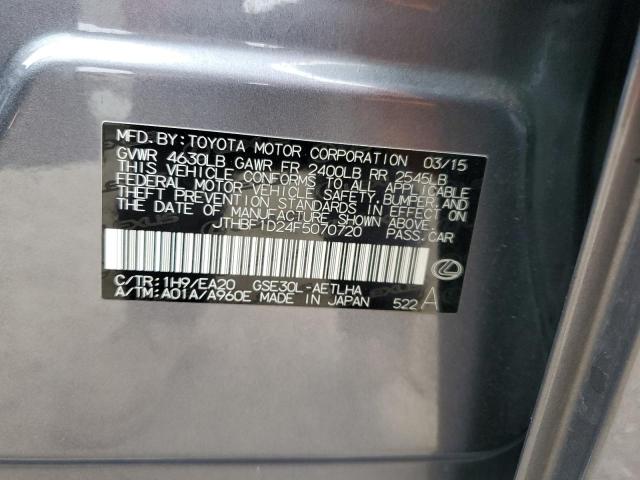 MFD.BY:TOYOTA MOTOR CORPORATION 03/15
GVWR 4630LB GAWR FR 2400LB RR 2545LB
THIS VEHICLE CONFORMS TO ALL APPLICABLE
FEDERAL MOTOR VEHICLE SAFETY,BUMPER,AND
THEFT PREVENTION STANDARDS IN EFFECT ON
THE DATE OF MANUFACTURE SHOWN ABOVE.
JTHBF1D24F5070720 PASS.CAR
C/TR:1H9/EA20 GSE30L-AETLHA
A/TM:A01A/A960E MADE IN JAPAN 522 A